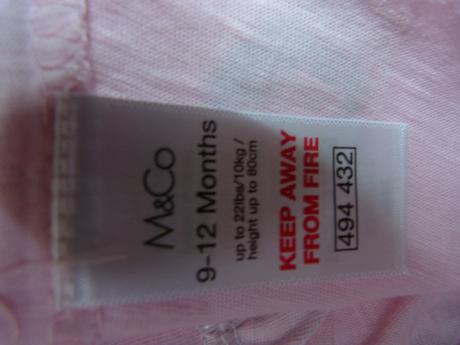 M&Co
9-12 Months
up to 22lbs/10kg/
height up to 80cm
KEEP AWAY
FROM FIRE
494 432